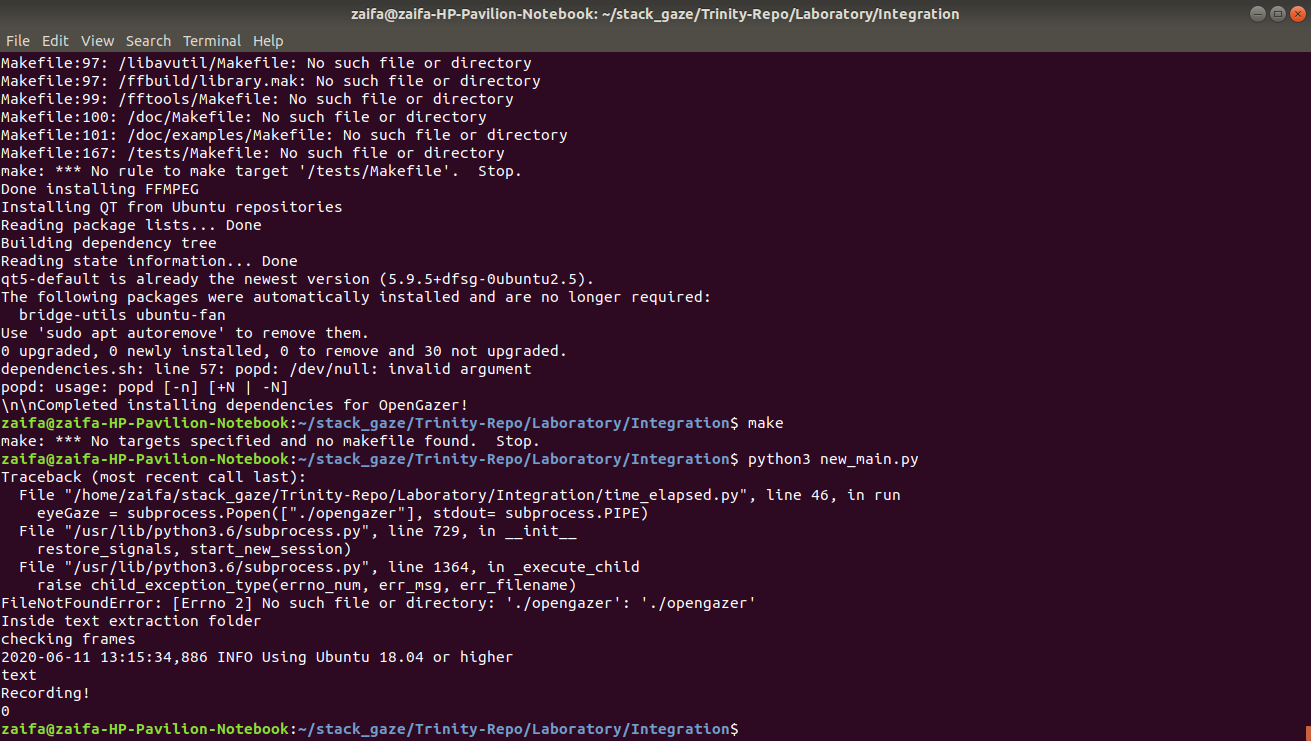 zaifa@zaifa-HP-Pavilion-Notebook: ~/stack_gaze/Trinity-Repo/Laboratory/Integration
File Edit View Search Terminal Help
Makefile:97: /libavutil/Makefile: No such file or directory
Makefile:97: /ffbuild/library.mak: No such file or directory
Makefile:99: /fftools/Makefile: No such file or directory
Makefile:100: /doc/Makefile: No such file or directory
Makefile:101: /doc/examples/Makefile: No such file or directory
Makefile:167: /tests/Makefile: No such file or directory
make: *** No rule to make target '/tests/Makefile'.  Stop.
Done installing FFMPEG
Installing QT from Ubuntu repositories
Reading package lists... Done
Building dependency tree
Reading state information... Done
qt5-default is already the newest version (5.9.5+dfsg-0ubuntu2.5).
The following packages were automatically installed and are no longer required:
  bridge-utils ubuntu-fan
Use 'sudo apt autoremove' to remove them.
0 upgraded, 0 newly installed, 0 to remove and 30 not upgraded.
dependencies.sh: line 57: popd: /dev/null: invalid argument
popd: usage: popd [-n] [+N | -N]
\n\nCompleted installing dependencies for OpenGazer!
zaifa@zaifa-HP-Pavilion-Notebook:~/stack_gaze/Trinity-Repo/Laboratory/Integration$ make
make: *** No targets specified and no makefile found.  Stop.
zaifa@zaifa-HP-Pavilion-Notebook:~/stack_gaze/Trinity-Repo/Laboratory/Integration$ python3 new_main.py
Traceback (most recent call last):
  File "/home/zaifa/stack_gaze/Trinity-Repo/Laboratory/Integration/time_elapsed.py", line 46, in run
    eyeGaze = subprocess.Popen(["./opengazer"], stdout= subprocess.PIPE)
  File "/usr/lib/python3.6/subprocess.py", line 729, in __init__
    restore_signals, start_new_session)
  File "/usr/lib/python3.6/subprocess.py", line 1364, in _execute_child
    raise child_exception_type(errno_num, err_msg, err_filename)
FileNotFoundError: [Errno 2] No such file or directory: './opengazer': './opengazer'
Inside text extraction folder
checking frames
2020-06-11 13:15:34,886 INFO Using Ubuntu 18.04 or higher
text
Recording!
0
zaifa@zaifa-HP-Pavilion-Notebook:~/stack_gaze/Trinity-Repo/Laboratory/Integration$